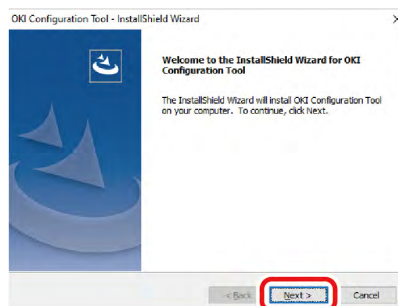 OKI Configuration Tool - InstallShield Wizard
Welcome to the InstallShield Wizard for OKI
Configuration Tool
The InstallShield Wizard will install OKI Configuration Tool
on your computer. To continue, click Next.
< Back Next > Cancel